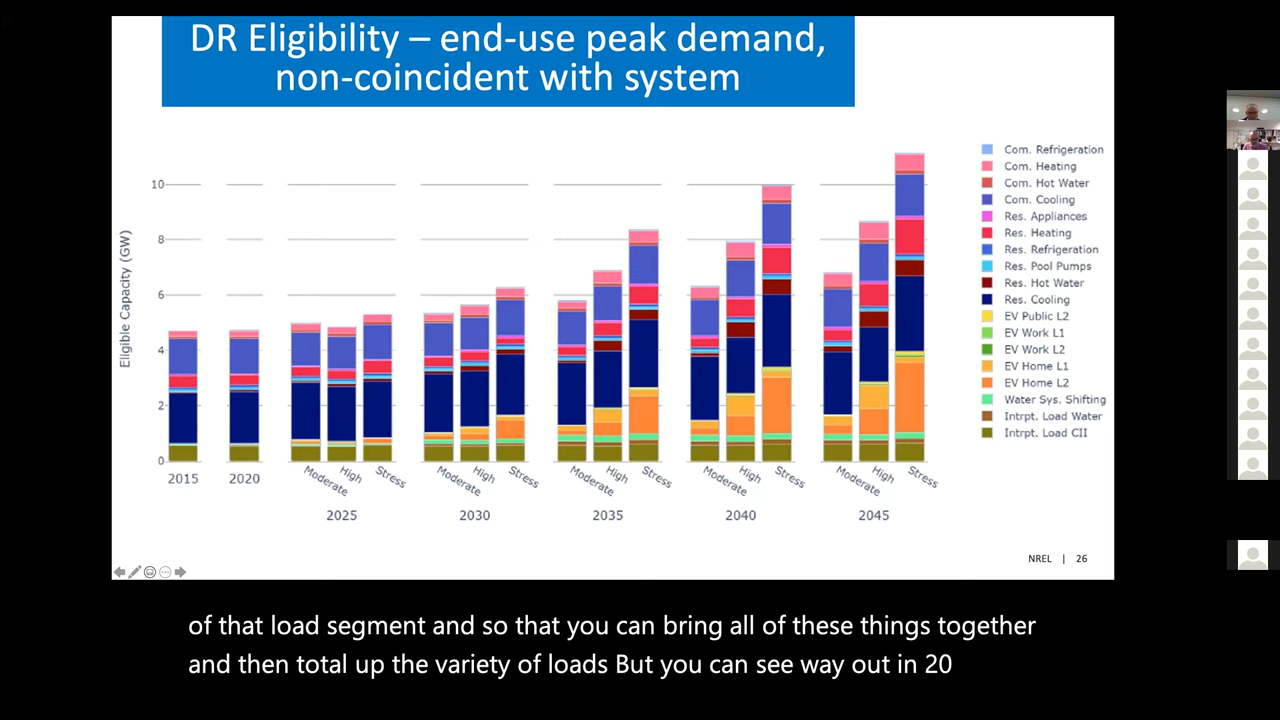 DR Eligibility – end-use peak demand,
non-coincident with system
Eligible Capacity (GW)
10
8
6
4
2
0
2015
2020
Moderate
High
Stress
2025
Moderate
High
Stress
2030
Moderate
High
Stress
2035
Moderate
High
Stress
2040
Moderate
High
Stress
2045
Com. Refrigeration
Com. Heating
Com. Hot Water
Com. Cooling
Res. Appliances
Res. Heating
Res. Refrigeration
Res. Pool Pumps
Res. Hot Water
Res. Cooling
EV Public L2
EV Work L1
EV Work L2
EV Home L1
EV Home L2
Water Sys. Shifting
Intrpt. Load Water
Intrpt. Load CII
NREL | 26
of that load segment and so that you can bring all of these things together
and then total up the variety of loads But you can see way out in 20